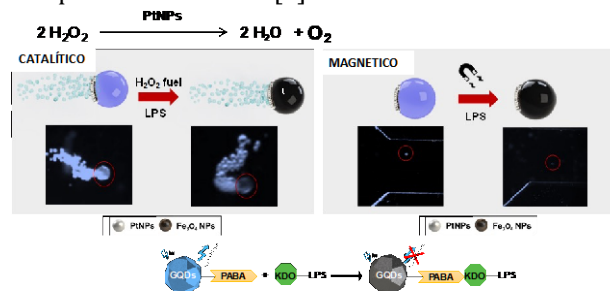 PtNPs
2 H₂O₂ 2 H₂O + O₂
CATALÍTICO
H₂O₂ fuel
LPS
MAGNETICO
LPS
PtNPs Fe₃O₄ NPs
PtNPs Fe₃O₄ NPs
GQDs PABA + KDO LPS GQDs PABA KDO LPS